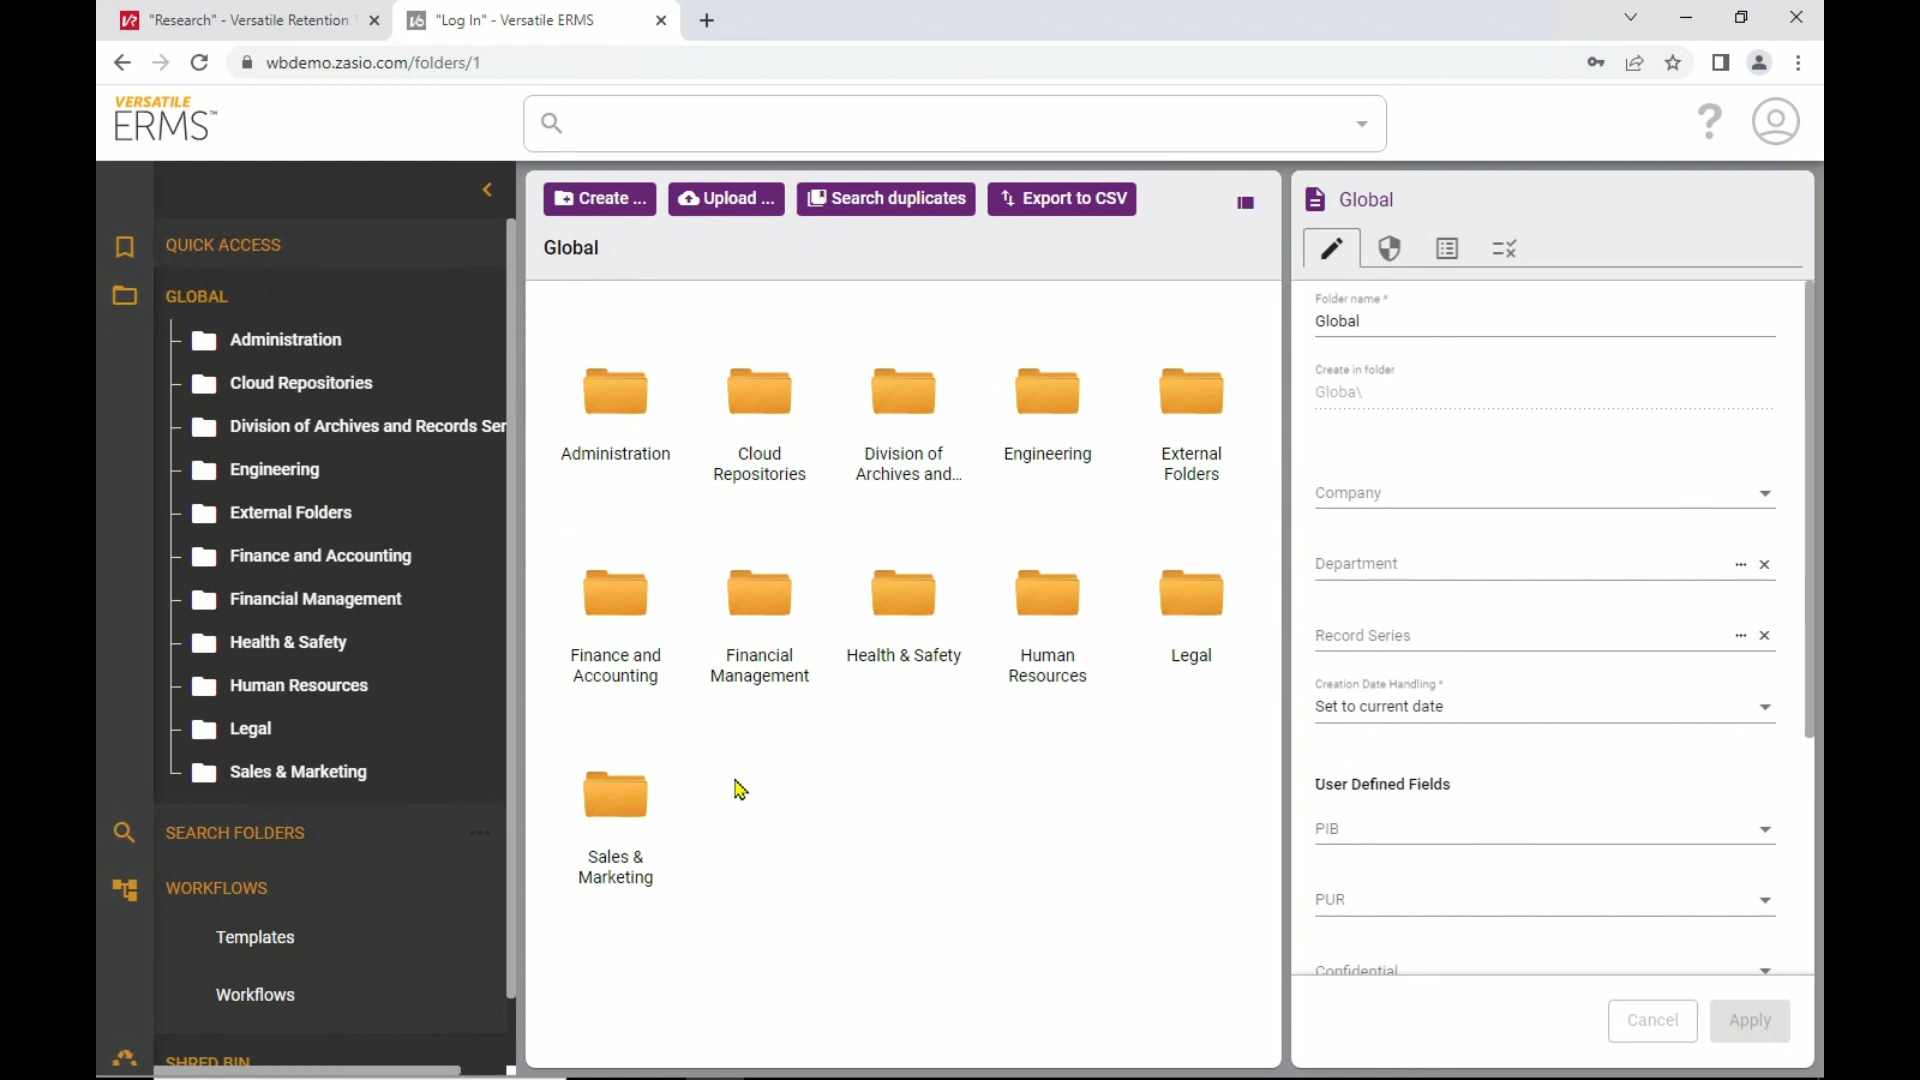 "Research" - Versatile Retention
"Log In" - Versatile ERMS
wbdemo.zasio.com/folders/1
VERSATILE
ERMS™
QUICK ACCESS
GLOBAL
Administration
Cloud Repositories
Division of Archives and Records Ser
Engineering
External Folders
Finance and Accounting
Financial Management
Health & Safety
Human Resources
Legal
Sales & Marketing
SEARCH FOLDERS
WORKFLOWS
Templates
Workflows
SHRED BIN
Create ...
Upload ...
Search duplicates
Export to CSV
Global
Administration
Cloud
Repositories
Division of
Archives and...
Engineering
External
Folders
Finance and
Accounting
Financial
Management
Health & Safety
Human
Resources
Legal
Sales &
Marketing
Global
Folder name *
Global
Create in folder
Globa\
Company
Department
Record Series
Creation Date Handling *
Set to current date
User Defined Fields
PIB
PUR
Confidential
Cancel
Apply